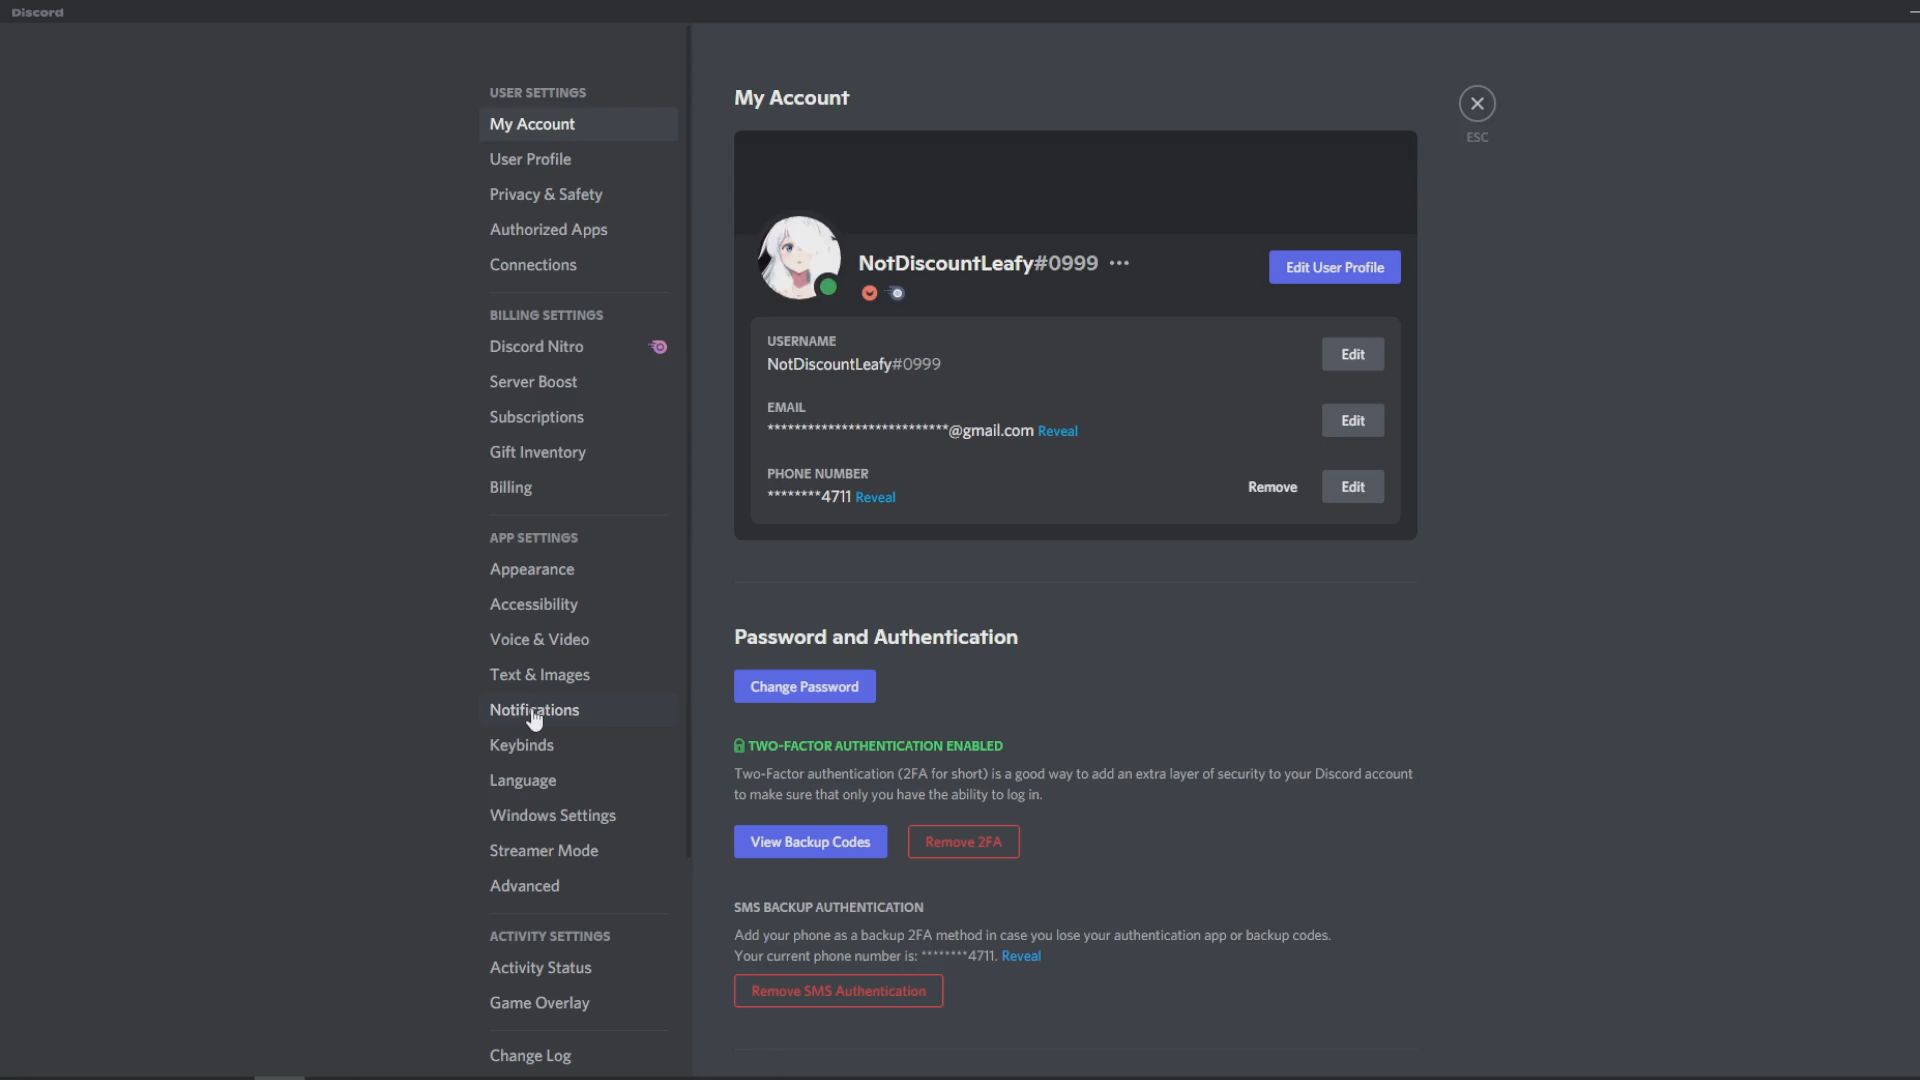 Discord
USER SETTINGS
My Account
User Profile
Privacy & Safety
Authorized Apps
Connections
BILLING SETTINGS
Discord Nitro
Server Boost
Subscriptions
Gift Inventory
Billing
APP SETTINGS
Appearance
Accessibility
Voice & Video
Text & Images
Notifications
Keybinds
Language
Windows Settings
Streamer Mode
Advanced
ACTIVITY SETTINGS
Activity Status
Game Overlay
Change Log
My Account
ESC
NotDiscountLeafy#0999
Edit User Profile
USERNAME
NotDiscountLeafy#0999
Edit
EMAIL
***************************@gmail.com Reveal
Edit
PHONE NUMBER
********4711 Reveal
Remove
Edit
Password and Authentication
Change Password
TWO-FACTOR AUTHENTICATION ENABLED
Two-Factor authentication (2FA for short) is a good way to add an extra layer of security to your Discord account
to make sure that only you have the ability to log in.
View Backup Codes
Remove 2FA
SMS BACKUP AUTHENTICATION
Add your phone as a backup 2FA method in case you lose your authentication app or backup codes.
Your current phone number is: ********4711. Reveal
Remove SMS Authentication